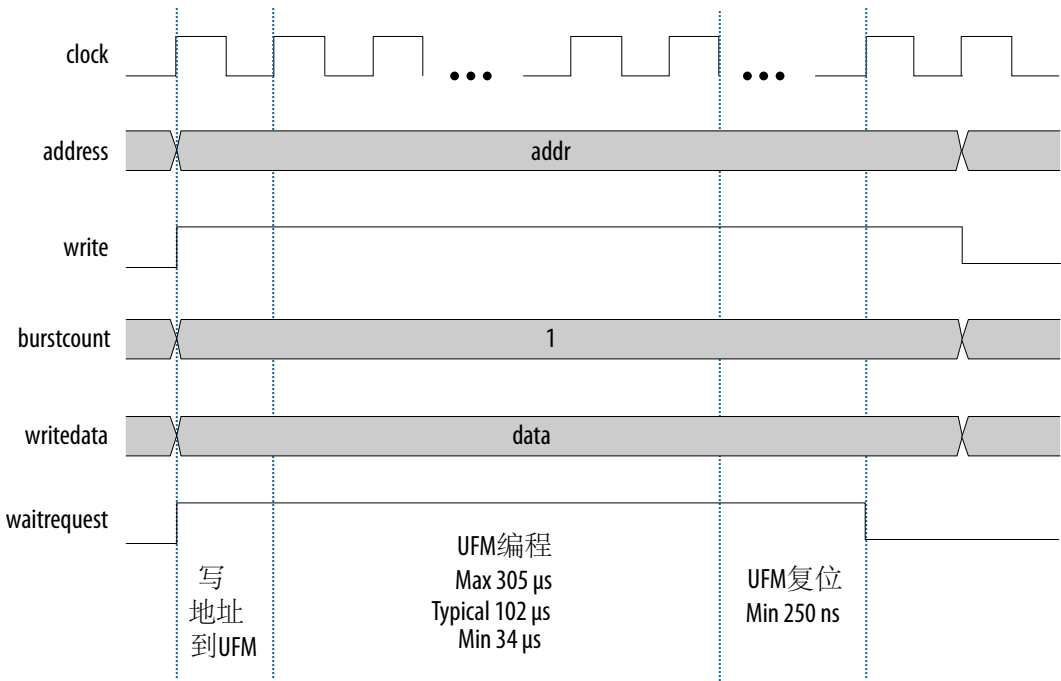 clock
address
addr
write
burstcount
1
writedata
data
waitrequest
写
地址
到UFM
UFM编程
Max 305 µs
Typical 102 µs
Min 34 µs
UFM复位
Min 250 ns